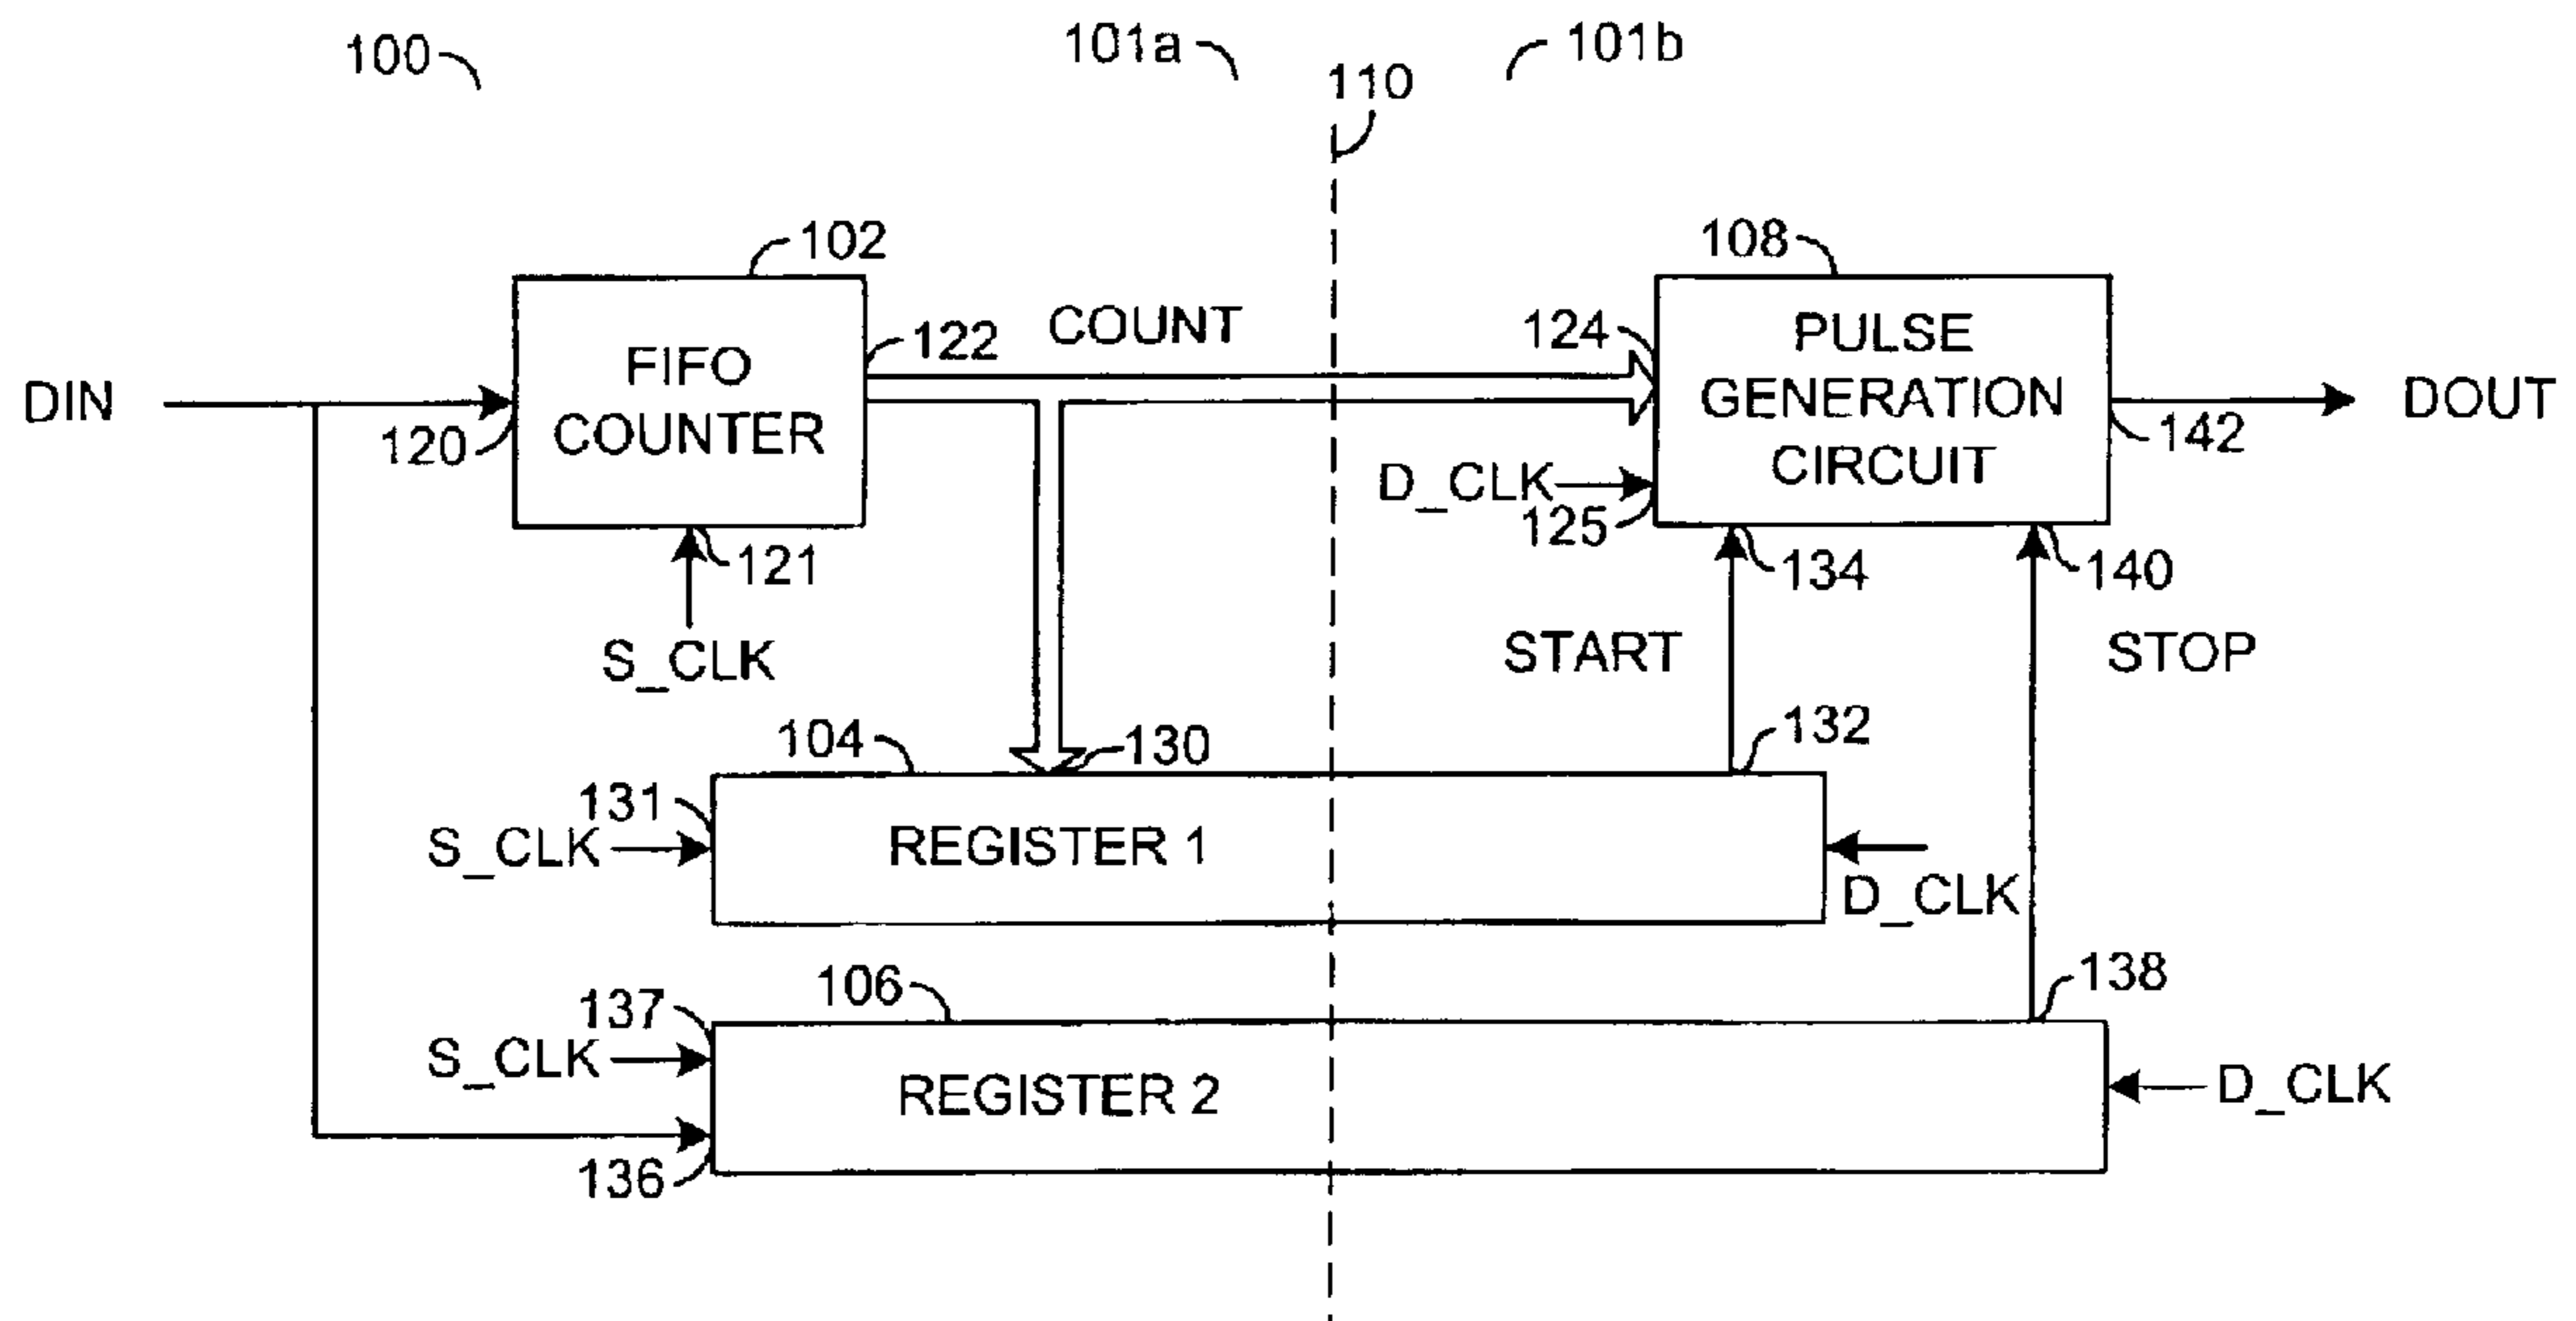 100
101a
101b
110
102
108
FIFO
COUNTER
122
COUNT
124
PULSE
GENERATION
CIRCUIT
DIN
120
DOUT
142
D_CLK
125
121
134
140
S_CLK
START
STOP
104
130
132
131
S_CLK
REGISTER 1
D_CLK
106
138
137
S_CLK
REGISTER 2
D_CLK
136